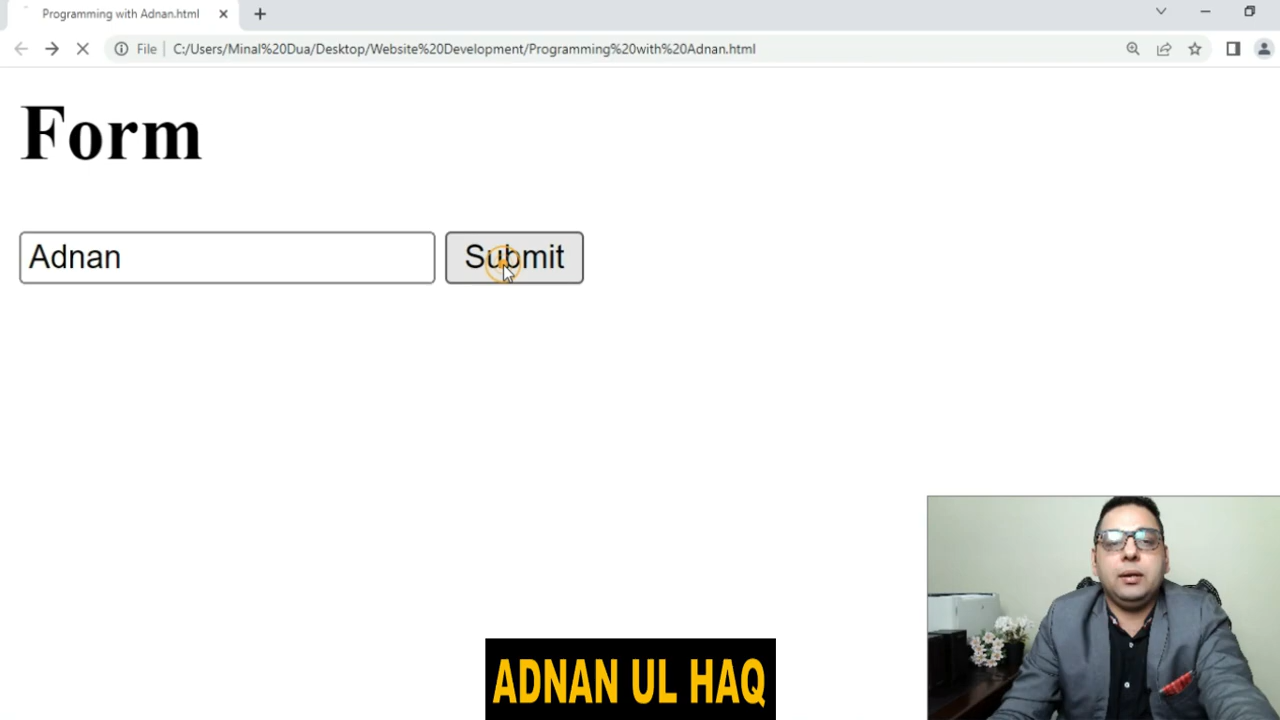 Programming with Adnan.html
File
C:/Users/Minal%20Dua/Desktop/Website%20Development/Programming%20with%20Adnan.html
Form
Adnan
Submit
ADNAN UL HAQ